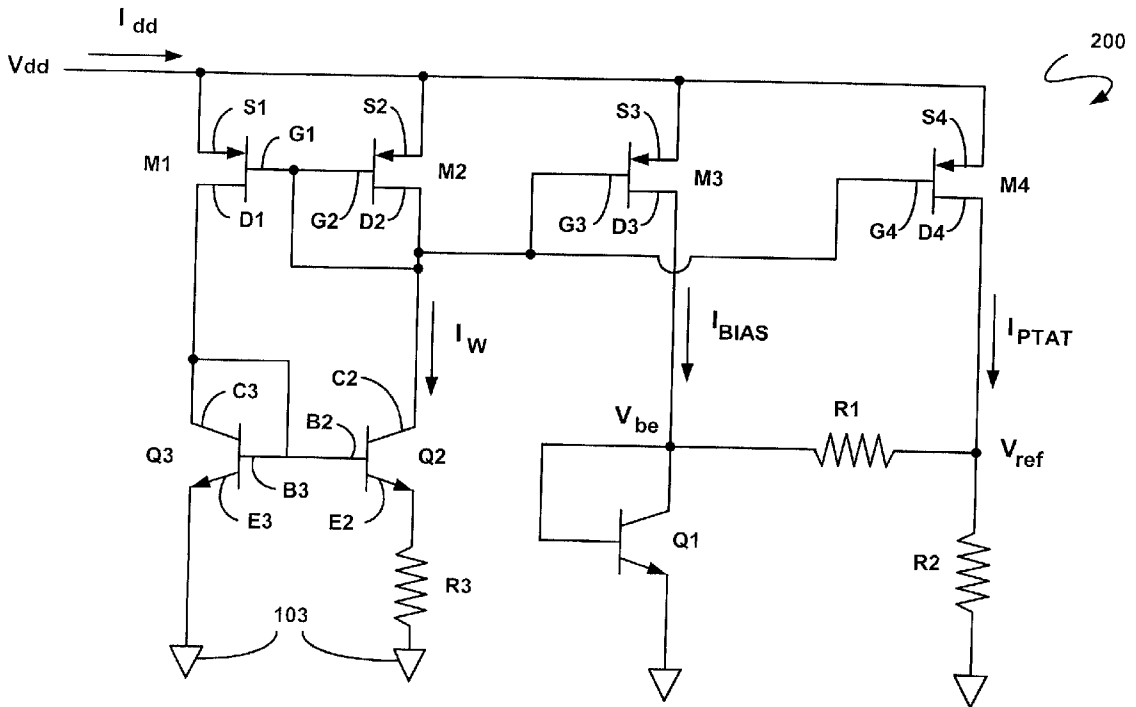 I dd
200
Vdd
S1
S2
S3
S4
G1
M1
M2
M3
M4
D1
G2
D2
G3
D3
G4
D4
I W
I BIAS
I PTAT
C3
C2
R1
B2
V be
Q3
Q2
V ref
B3
E3
E2
Q1
R2
R3
103